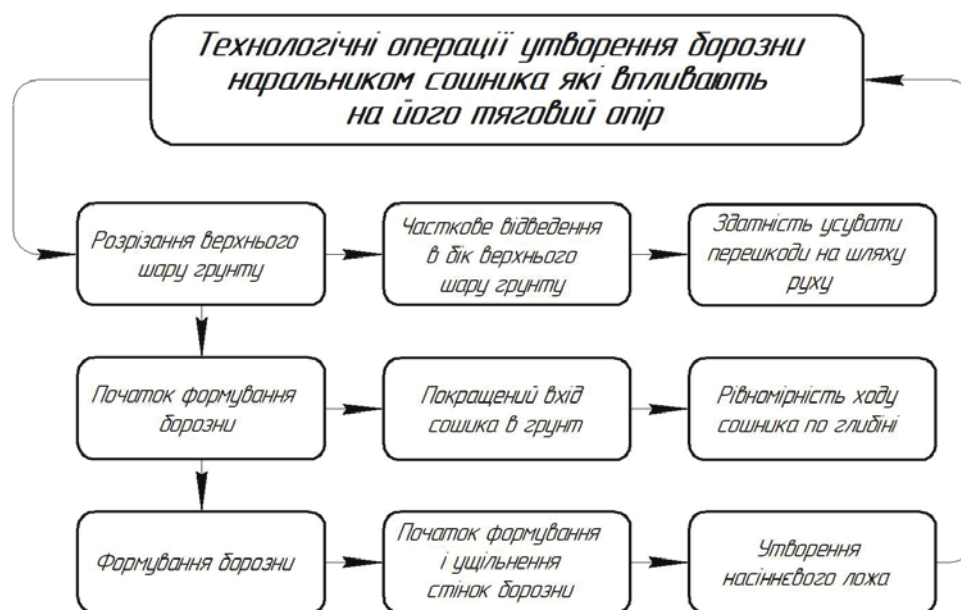 Технологічні операції утворення борозни
наральником сошника які впливають
на його тяговий опір
Розрізання верхнього
шару грунту
Часткове відведення
в бік верхнього
шару грунту
Здатність усувати
перешкоди на шляху
руху
Початок формування
борозни
Покращений вхід
сошика в грунт
Рівномірність ходу
сошника по глибіні
Формування борозни
Початок формування
і ущільнення
стінок борозни
Утворення
насіннєвого ложа